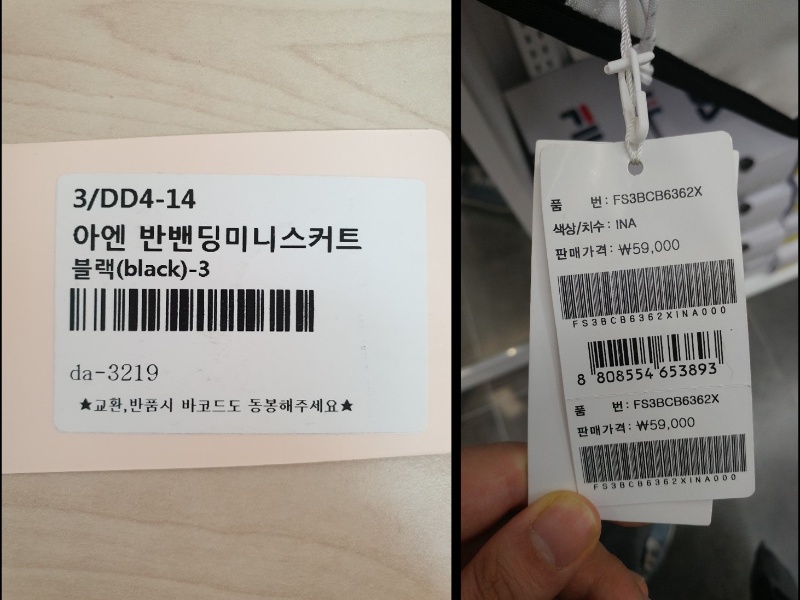 3/DD4-14
아엔 반밴딩미니스커트
블랙(black)-3
da-3219
★교환,반품시 바코드도 동봉해주세요★
품 번: FS3BCB6362X
색상/치수: INA
판매가격: ₩59,000
FS3BCB6362XINA000
8 808554 653893
품 번: FS3BCB6362X
판매가격: ₩59,000
FS3BCB6362XINA000